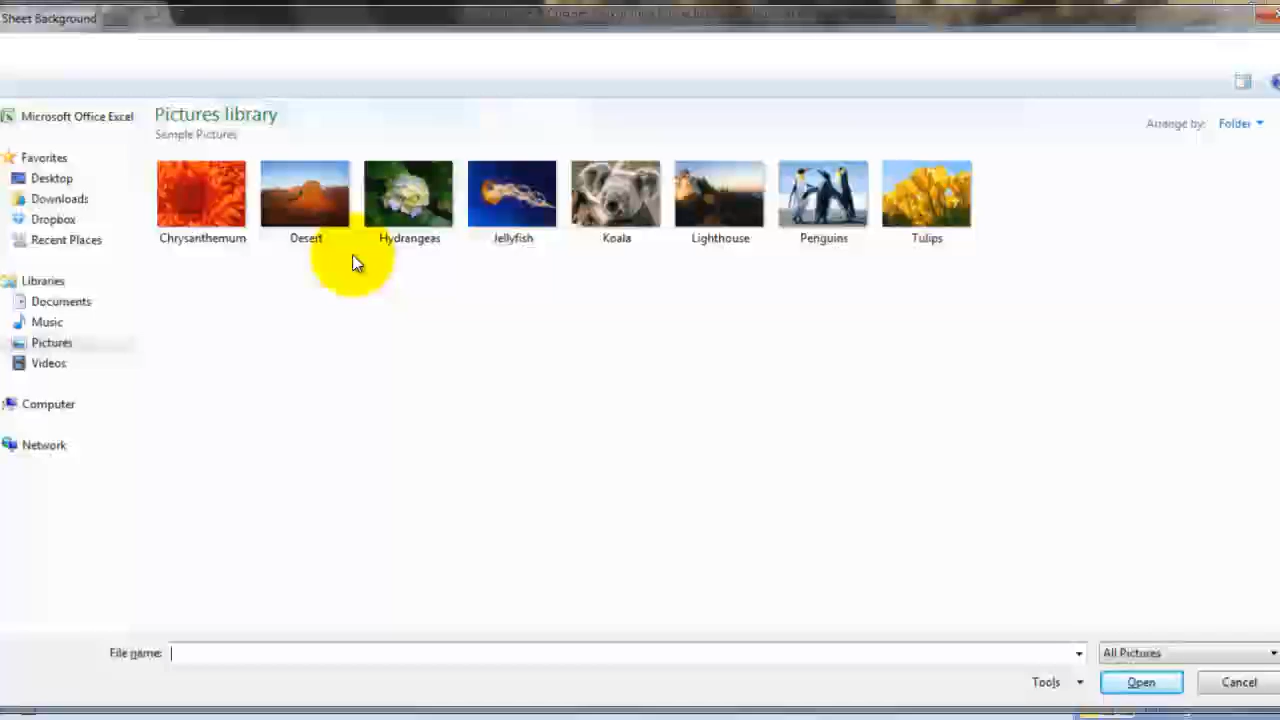 Sheet Background
Microsoft Office Excel
Pictures library
Sample Pictures
Arrange by: Folder
Favorites
Desktop
Downloads
Dropbox
Recent Places
Libraries
Documents
Music
Pictures
Videos
Computer
Network
Chrysanthemum
Desert
Hydrangeas
Jellyfish
Koala
Lighthouse
Penguins
Tulips
File name:
All Pictures
Tools
Open
Cancel